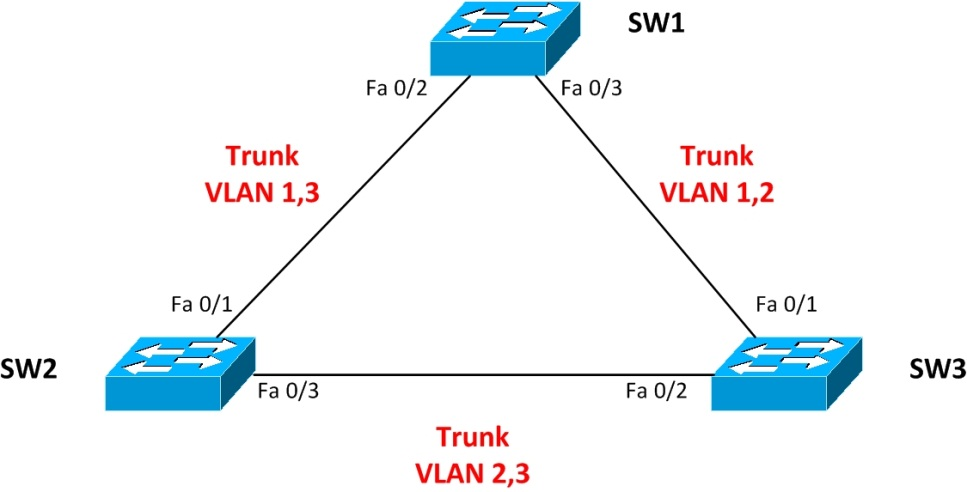 SW1
Fa 0/2
Fa 0/3
Trunk
VLAN 1,3
Trunk
VLAN 1,2
Fa 0/1
Fa 0/1
SW2
SW3
Fa 0/3
Fa 0/2
Trunk
VLAN 2,3